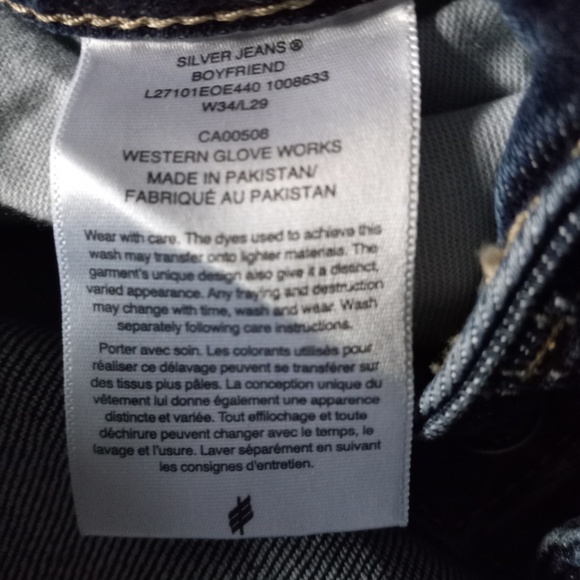 SILVER JEANS®
BOYFRIEND
L27101EOE440 1008633
W34/L29
CA00508
WESTERN GLOVE WORKS
MADE IN PAKISTAN/
FABRIQUÉ AU PAKISTAN
Wear with care. The dyes used to achieve this
wash may transfer onto lighter materials. The
garment's unique design also give it a distinct,
varied appearance. Any fraying and destruction
may change with time, wash and wear. Wash
separately following care instructions.
Porter avec soin. Les colorants utilisés pour
réaliser ce délavage peuvent se transférer sur
des tissus plus pâles. La conception unique du
vêtement lui donne également une apparence
distincte et variée. Tout effilochage et toute
déchirure peuvent changer avec le temps, le
lavage et l'usure. Laver séparément en suivant
les consignes d'entretien.